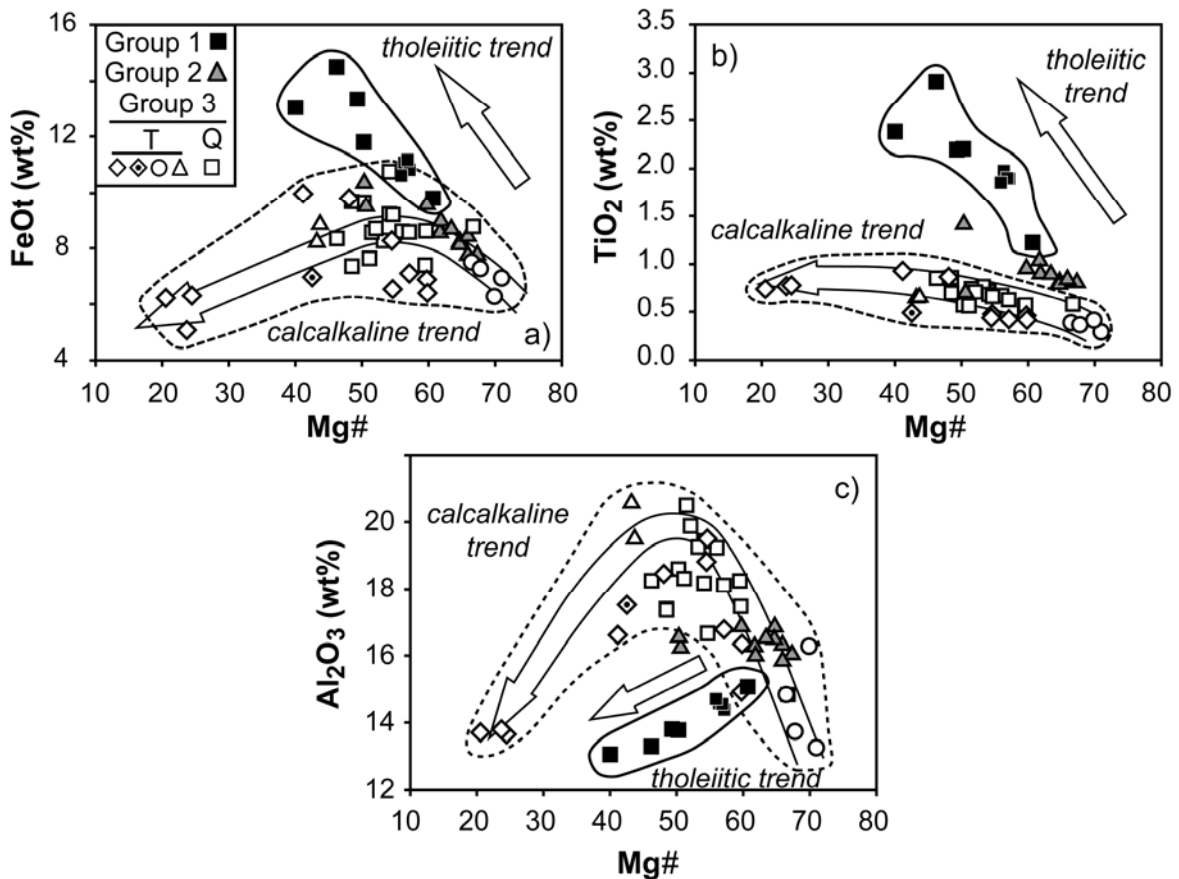 16
12
8
4
FeOt (wt%)
Group 1
Group 2
Group 3
T Q
tholeiitic trend
calcalkaline trend
a)
10 20 30 40 50 60 70 80
Mg#
3.5
3.0
2.5
2.0
1.5
1.0
0.5
0.0
TiO2 (wt%)
b)
tholeiitic
trend
calcalkaline trend
10 20 30 40 50 60 70 80
Mg#
20
18
16
14
12
Al2O3 (wt%)
c)
calcalkaline
trend
tholeiitic trend
10 20 30 40 50 60 70 80
Mg#